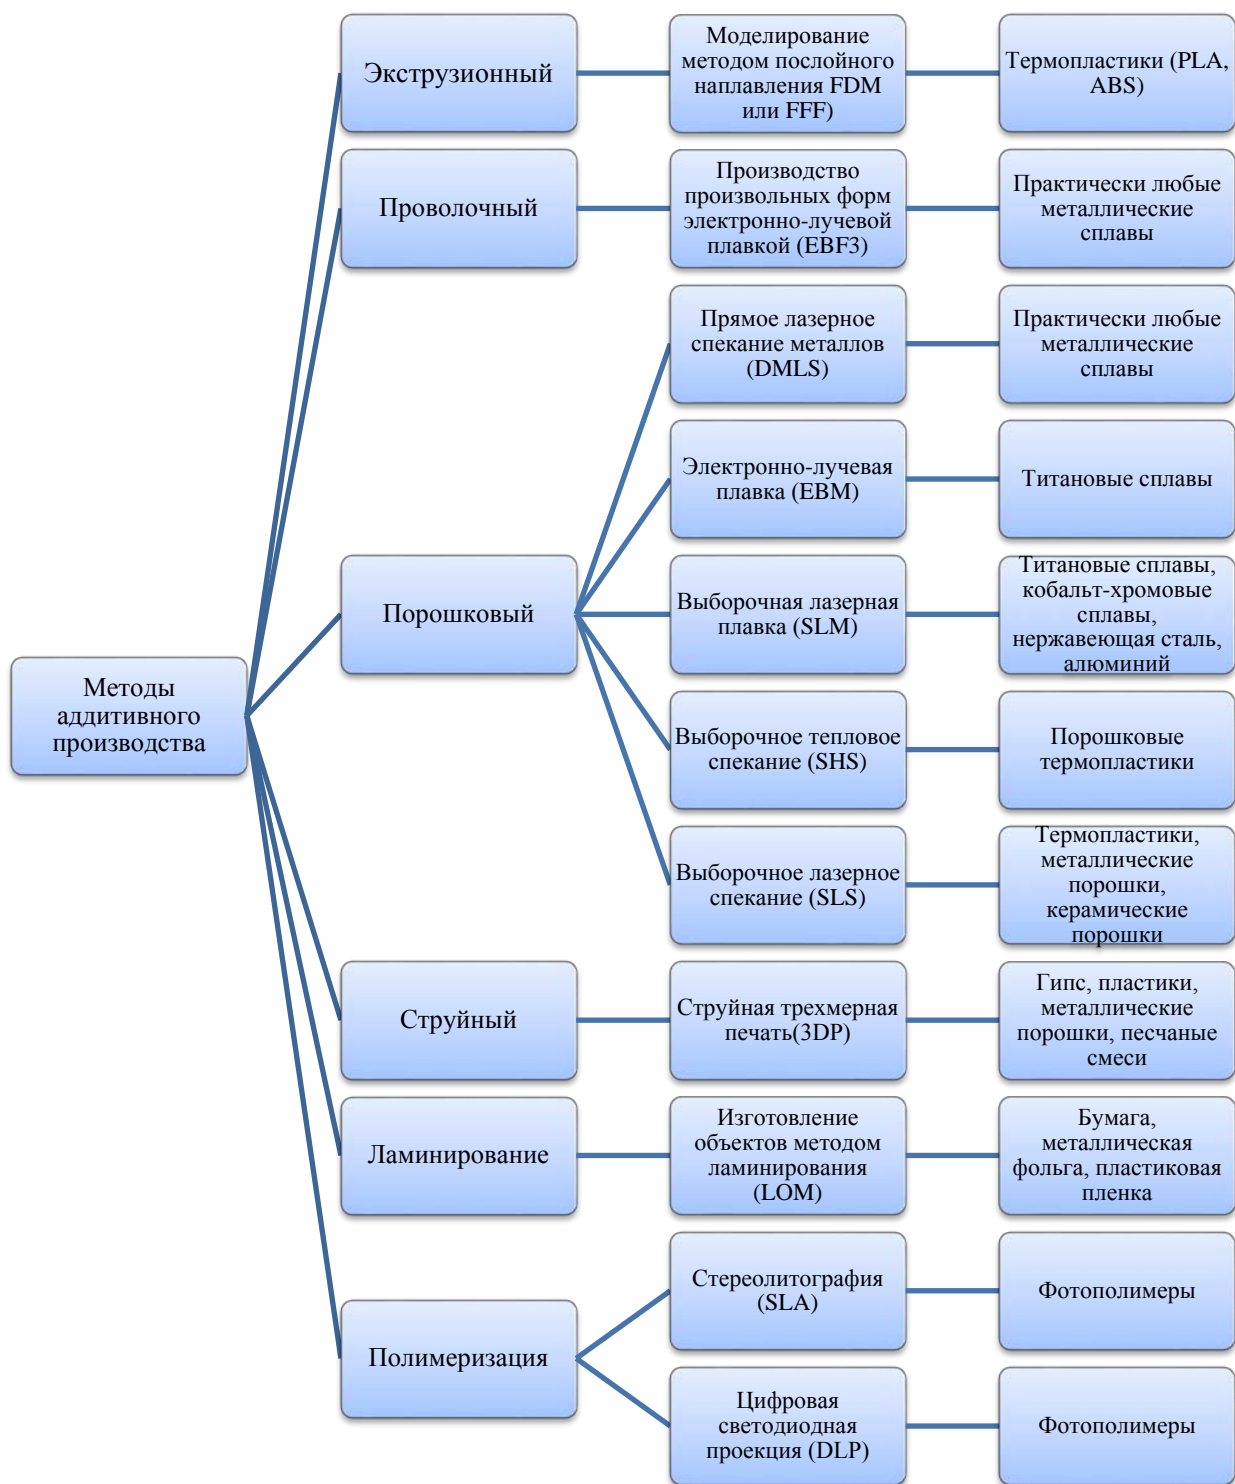 Методы
аддитивного
производства
Экструзионный
Моделирование
методом послойного
наплавления FDM
или FFF)
Термопластики (PLA,
ABS)
Проволочный
Производство
произвольных форм
электронно-лучевой
плавкой (EBF3)
Практически любые
металлические
сплавы
Порошковый
Прямое лазерное
спекание металлов
(DMLS)
Практически любые
металлические
сплавы
Электронно-лучевая
плавка (EBM)
Титановые сплавы
Выборочная лазерная
плавка (SLM)
Титановые сплавы,
кобальт-хромовые
сплавы,
нержавеющая сталь,
алюминий
Выборочное тепловое
спекание (SHS)
Порошковые
термопластики
Выборочное лазерное
спекание (SLS)
Термопластики,
металлические
порошки,
керамические
порошки
Струйный
Струйная трехмерная
печать(3DP)
Гипс, пластики,
металлические
порошки, песчаные
смеси
Ламинирование
Изготовление
объектов методом
ламинирования
(LOM)
Бумага,
металлическая
фольга, пластиковая
пленка
Полимеризация
Стереолитография
(SLA)
Фотополимеры
Цифровая
светодиодная
проекция (DLP)
Фотополимеры